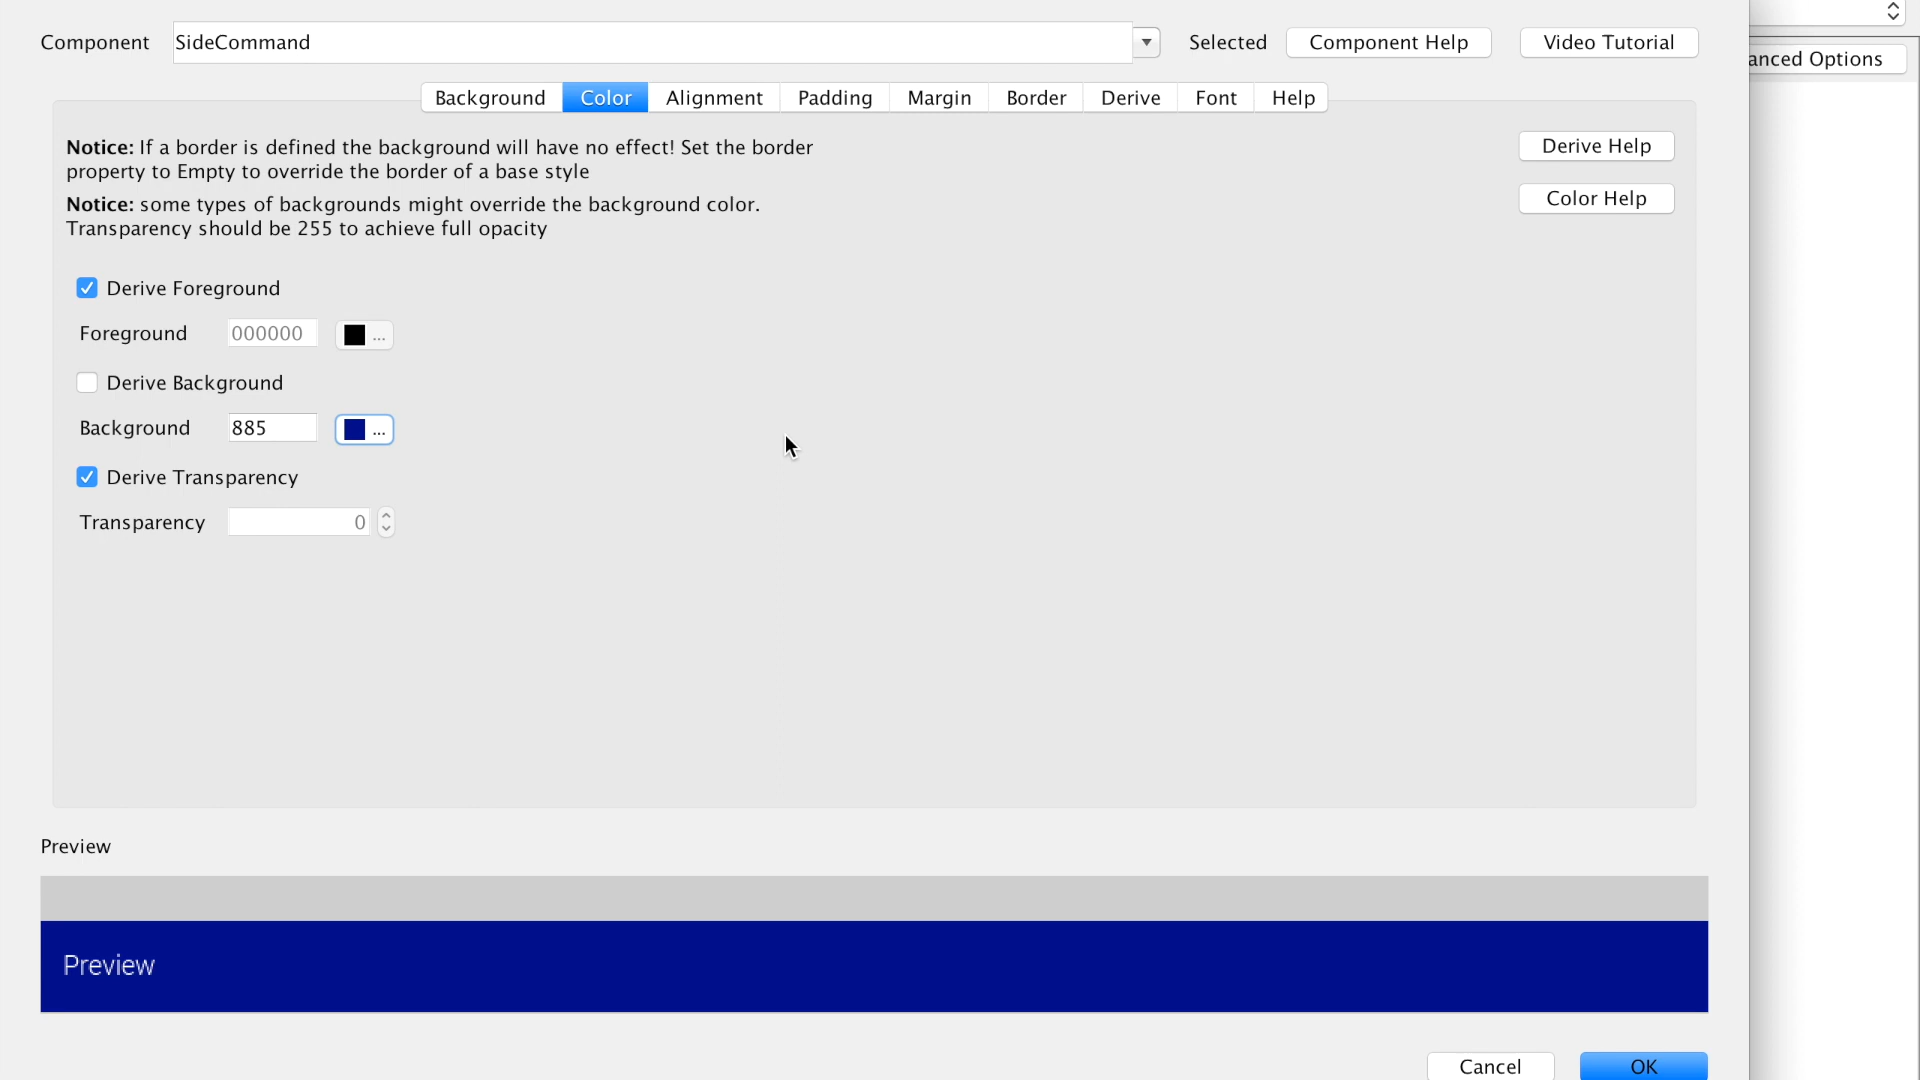 Component SideCommand Selected Component Help Video Tutorial
anced Options
Background Color Alignment Padding Margin Border Derive Font Help
Notice: If a border is defined the background will have no effect! Set the border
property to Empty to override the border of a base style
Derive Help
Notice: some types of backgrounds might override the background color.
Transparency should be 255 to achieve full opacity
Color Help
Derive Foreground
Foreground 000000 ...
Derive Background
Background 885 ...
Derive Transparency
Transparency 0
Preview
Preview
Cancel OK